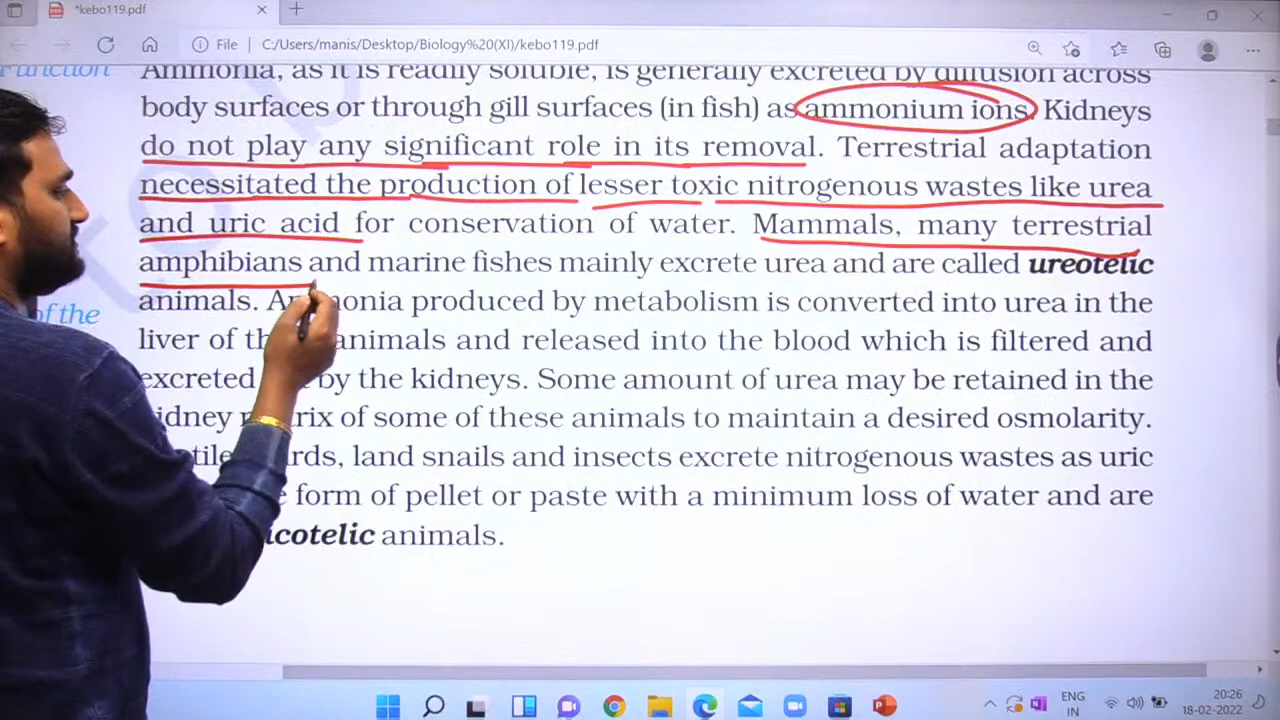 *kebo119.pdf
File C:/Users/manis/Desktop/Biology%20(XI)/kebo119.pdf
Function
Ammonia, as it is readily soluble, is generally excreted by diffusion across
body surfaces or through gill surfaces (in fish) as ammonium ions. Kidneys
do not play any significant role in its removal. Terrestrial adaptation
necessitated the production of lesser toxic nitrogenous wastes like urea
and uric acid for conservation of water. Mammals, many terrestrial
amphibians and marine fishes mainly excrete urea and are called ureotelic
of the
animals. Ammonia produced by metabolism is converted into urea in the
liver of animals and released into the blood which is filtered and
excreted by the kidneys. Some amount of urea may be retained in the
kidney matrix of some of these animals to maintain a desired osmolarity.
land snails and insects excrete nitrogenous wastes as uric
form of pellet or paste with a minimum loss of water and are
animals.
ENG
IN
20:26
18-02-2022